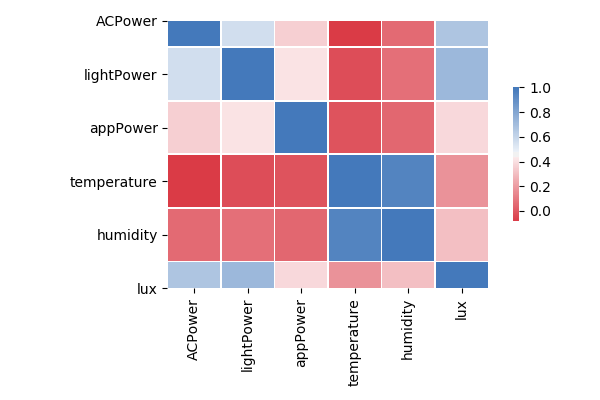 ACPower
lightPower
appPower
temperature
humidity
lux
1.0
0.8
0.6
0.4
0.2
0.0
ACPower
lightPower
appPower
temperature
humidity
lux